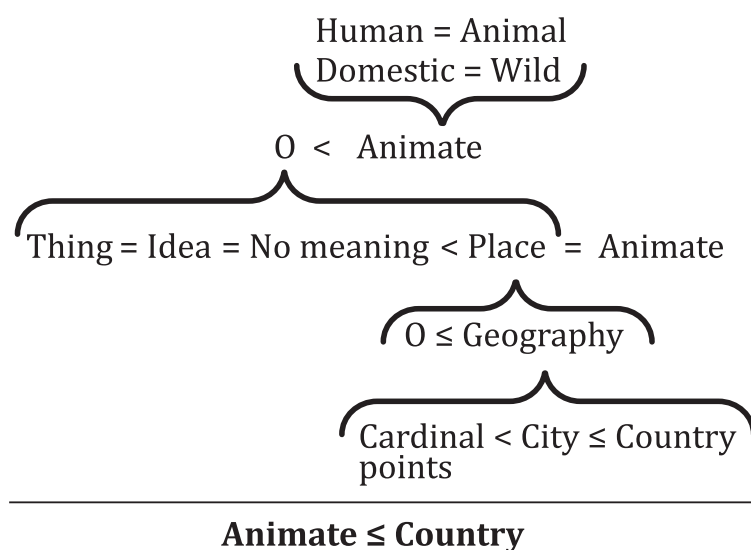 Human = Animal
Domestic = Wild
O < Animate
Thing = Idea = No meaning < Place = Animate
O ≤ Geography
Cardinal < City ≤ Country
points
Animate ≤ Country